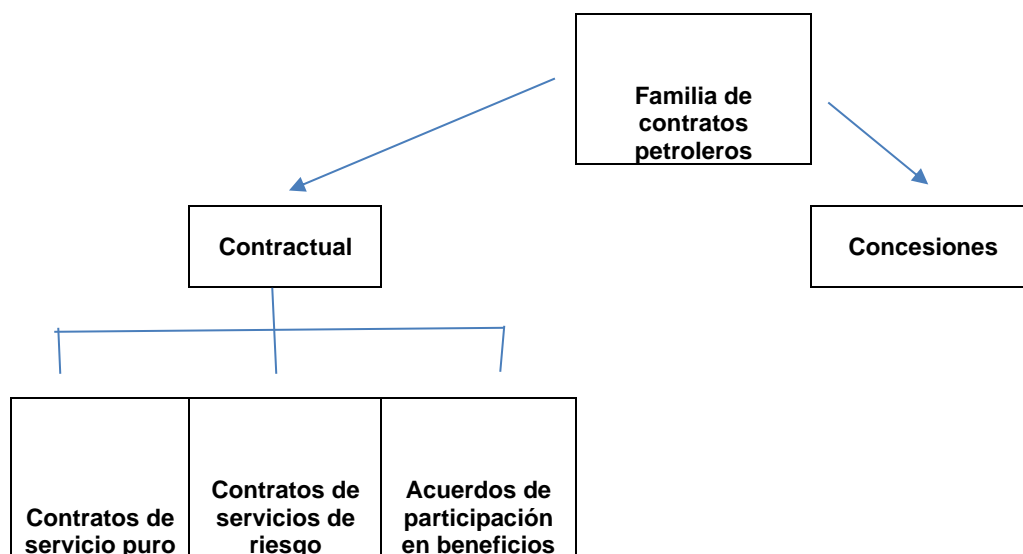 Familia de
contratos
petroleros
Contractual
Concesiones
Contratos de
servicio puro
Contratos de
servicios de
riesgo
Acuerdos de
participación
en beneficios